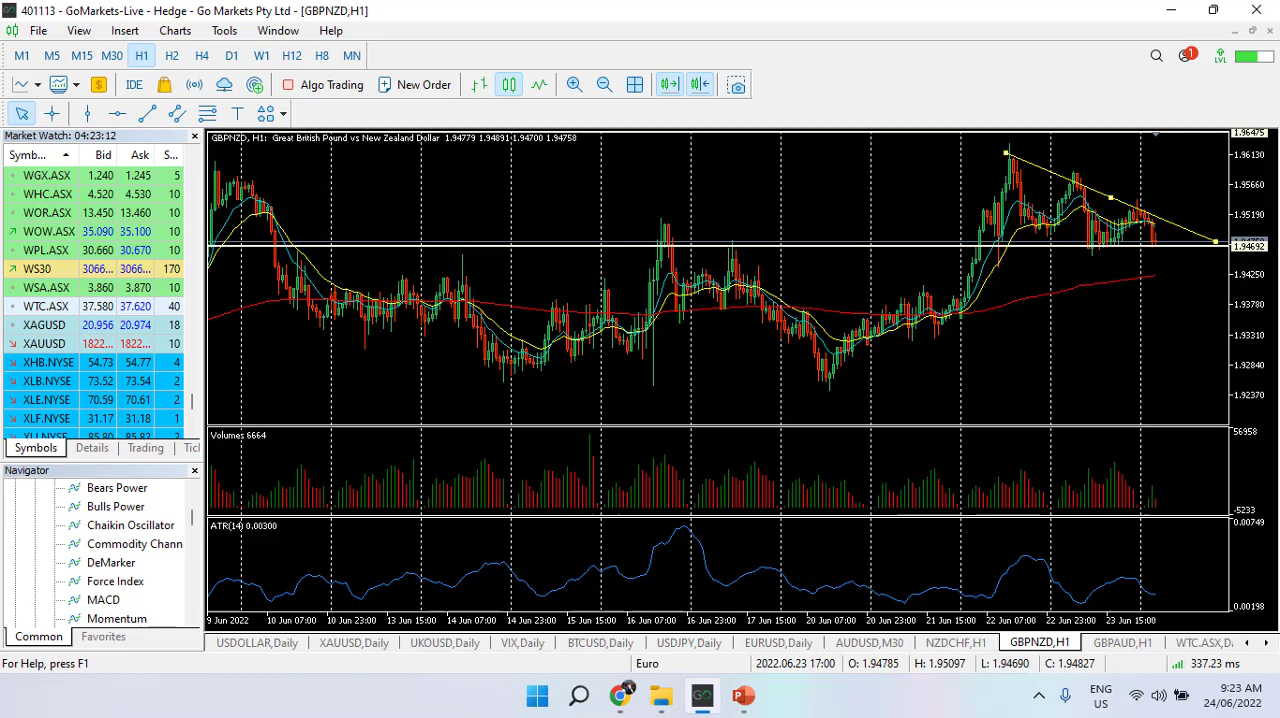 401113 - GoMarkets-Live - Hedge - Go Markets Pty Ltd - [GBPNZD,H1]
File View Insert Charts Tools Window Help
M1 M5 M15 M30 H1 H2 H4 D1 W1 H12 H8 MN
1
LVL
IDE Algo Trading New Order
Market Watch: 04:23:12
Symb... Bid Ask S...
WGX.ASX 1.240 1.245 5
WHC.ASX 4.520 4.530 10
WOR.ASX 13.450 13.460 10
WOW.ASX 35.090 35.100 10
WPL.ASX 30.660 30.670 10
WS30 3066... 3066... 170
WSA.ASX 3.860 3.870 10
WTC.ASX 37.580 37.620 40
XAGUSD 20.956 20.974 18
XAUUSD 1822.... 1822.... 10
XHB.NYSE 54.73 54.77 4
XLB.NYSE 73.52 73.54 2
XLE.NYSE 70.59 70.61 2
XLF.NYSE 31.17 31.18 1
XLI.NYSE 85.80 85.82 2
Symbols Details Trading Ticl
Navigator
Bears Power
Bulls Power
Chaikin Oscillator
Commodity Chann
DeMarker
Force Index
MACD
Momentum
Common Favorites
GBPNZD, H1: Great British Pound vs New Zealand Dollar 1.94779 1.94891 1.94700 1.94758
1.96475
1.96130
1.95660
1.95190
1.94692
1.94250
1.93780
1.93310
1.92840
1.92370
Volumes 6664
56958
-5233
ATR(14) 0.00300
0.00749
0.00198
9 Jun 2022 10 Jun 07:00 10 Jun 23:00 13 Jun 15:00 14 Jun 07:00 14 Jun 23:00 15 Jun 15:00 16 Jun 07:00 16 Jun 23:00 17 Jun 15:00 20 Jun 07:00 20 Jun 23:00 21 Jun 15:00 22 Jun 07:00 22 Jun 23:00 23 Jun 15:00
USDOLLAR,Daily XAUUSD,Daily UKOUSD,Daily VIX,Daily BTCUSD,Daily USDJPY,Daily EURUSD,Daily AUDUSD,M30 NZDCHF,H1 GBPNZD,H1 GBPAUD,H1 WTC.ASX,D
For Help, press F1 Euro 2022.06.23 17:00 O: 1.94785 H: 1.95097 L: 1.94690 C: 1.94827 337.23 ms
GO
ENG
US
9:23 AM
24/06/2022